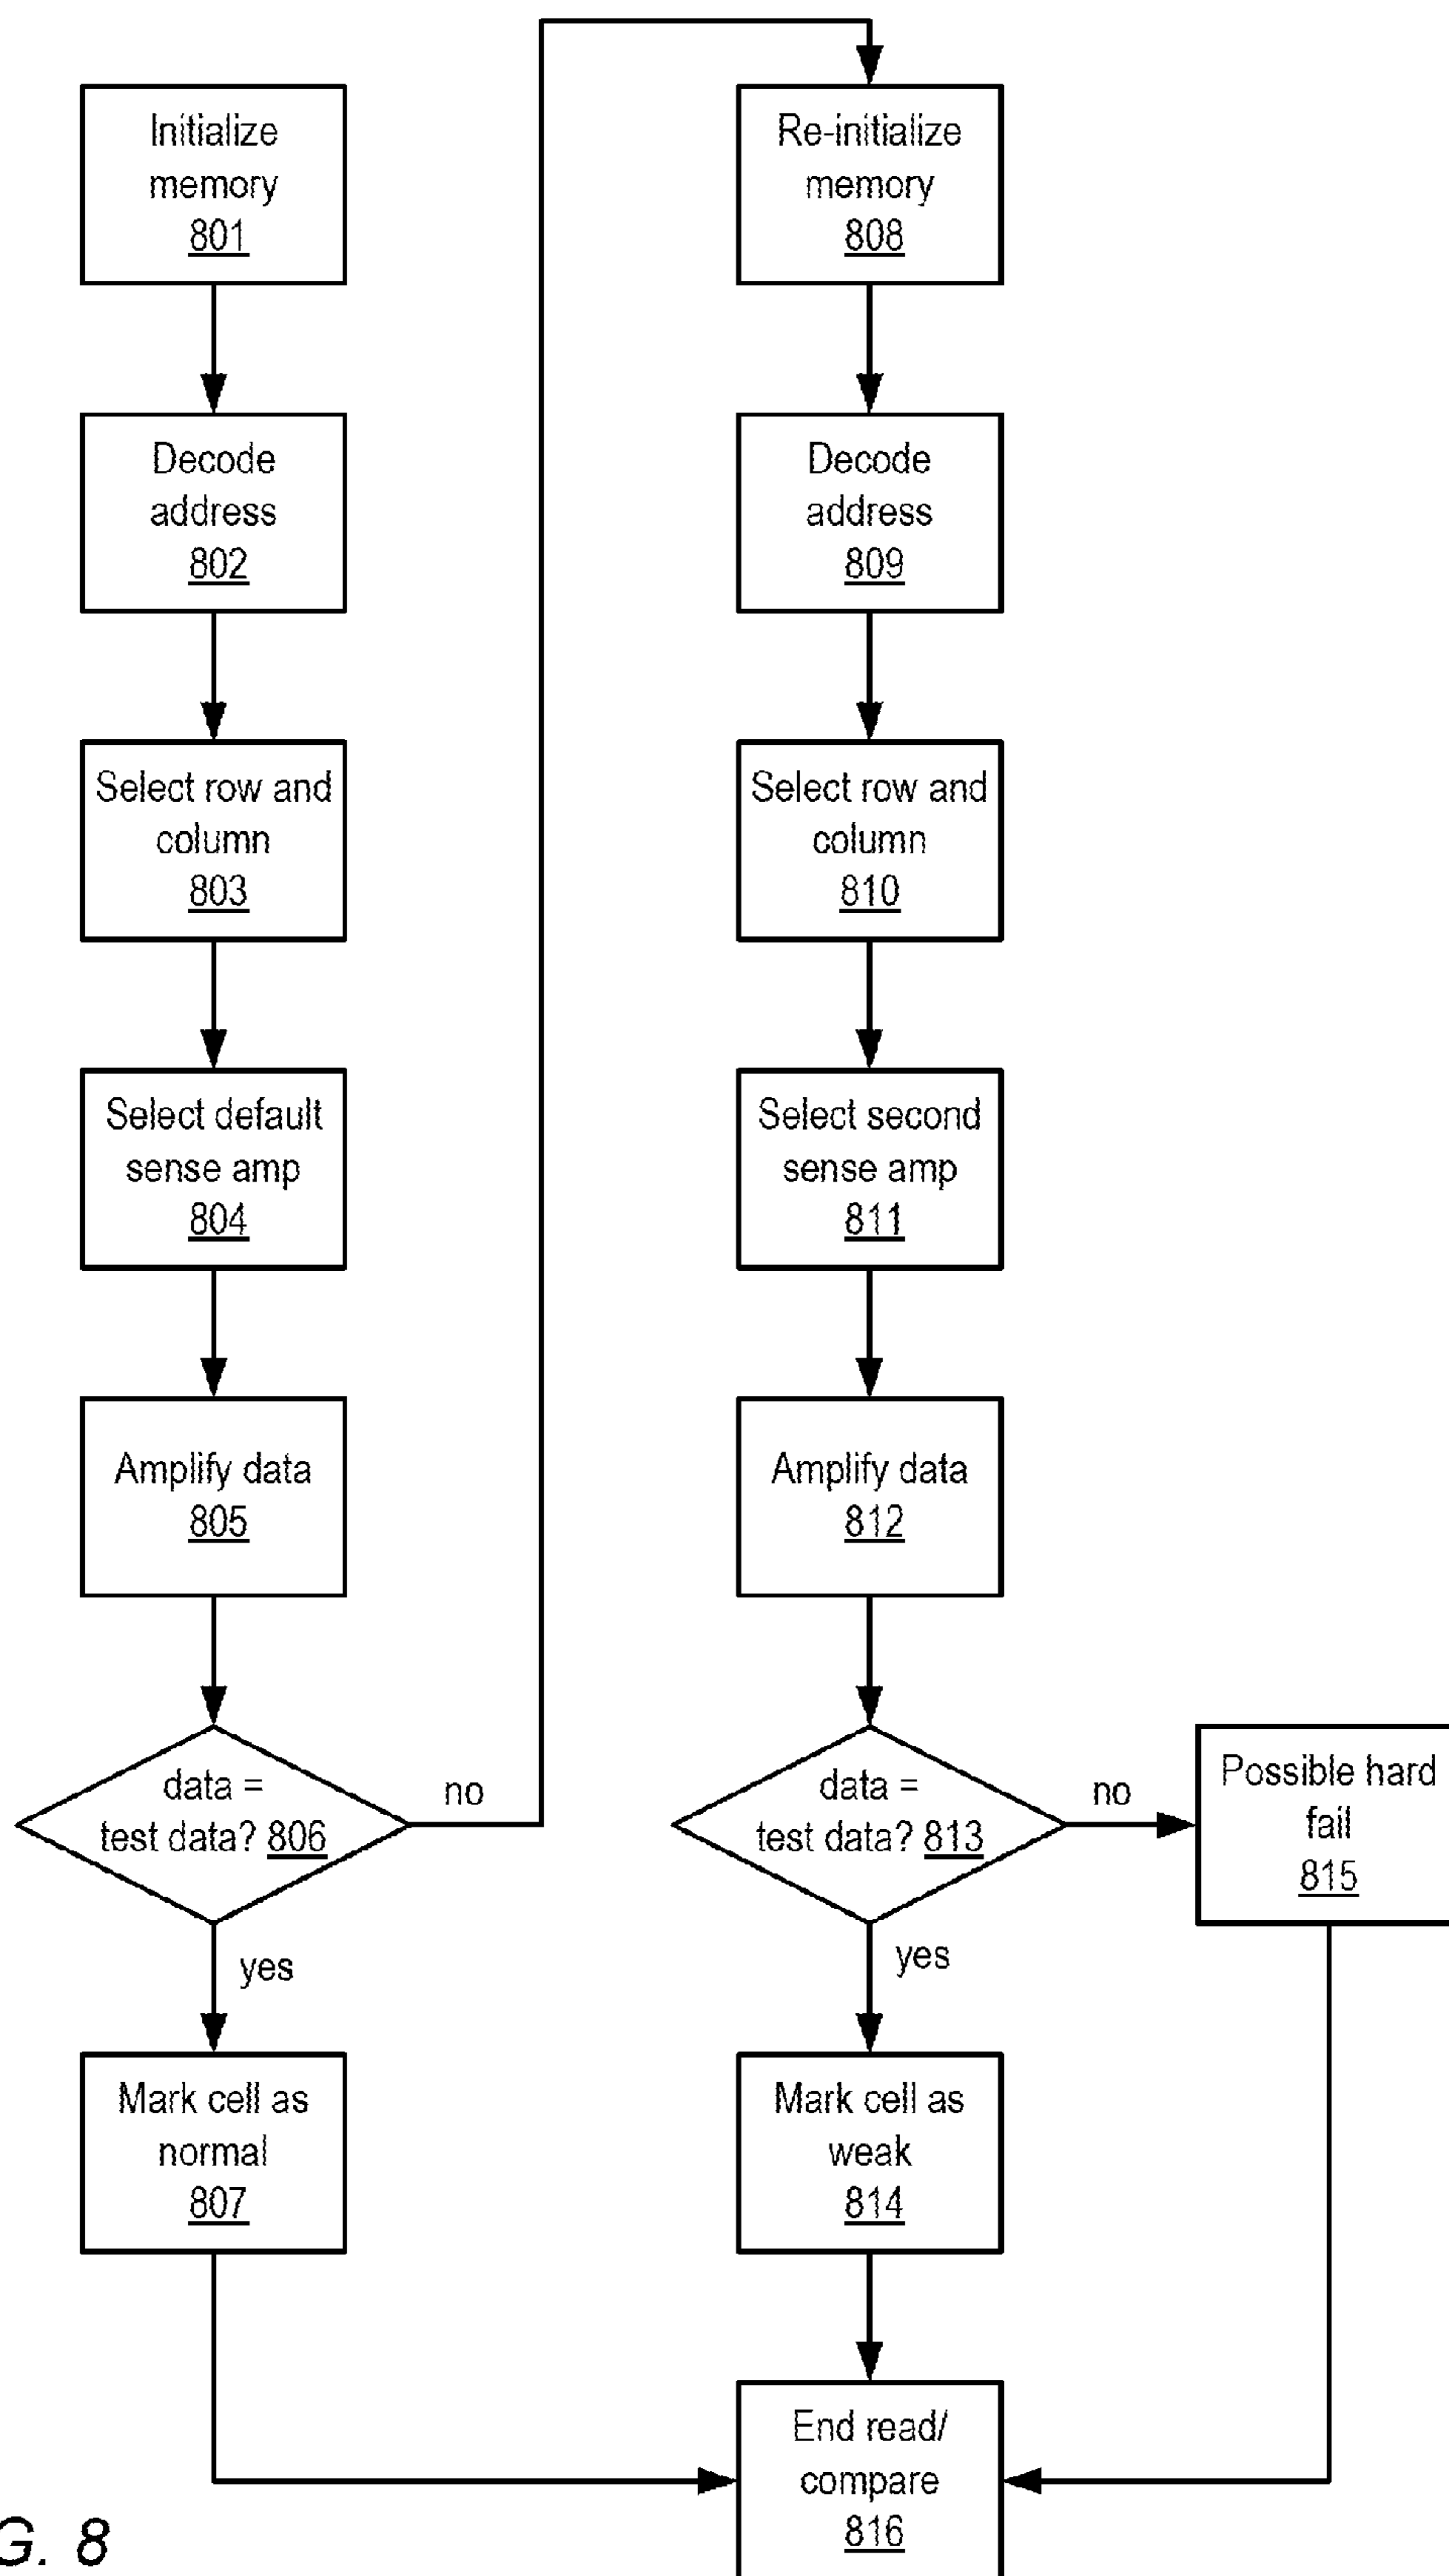 Initialize
memory
801
Decode
address
802
Select row and
column
803
Select default
sense amp
804
Amplify data
805
data =
test data? 806
no
yes
Mark cell as
normal
807
Re-initialize
memory
808
Decode
address
809
Select row and
column
810
Select second
sense amp
811
Amplify data
812
data =
test data? 813
no
yes
Possible hard
fail
815
Mark cell as
weak
814
End read/
compare
816
G. 8